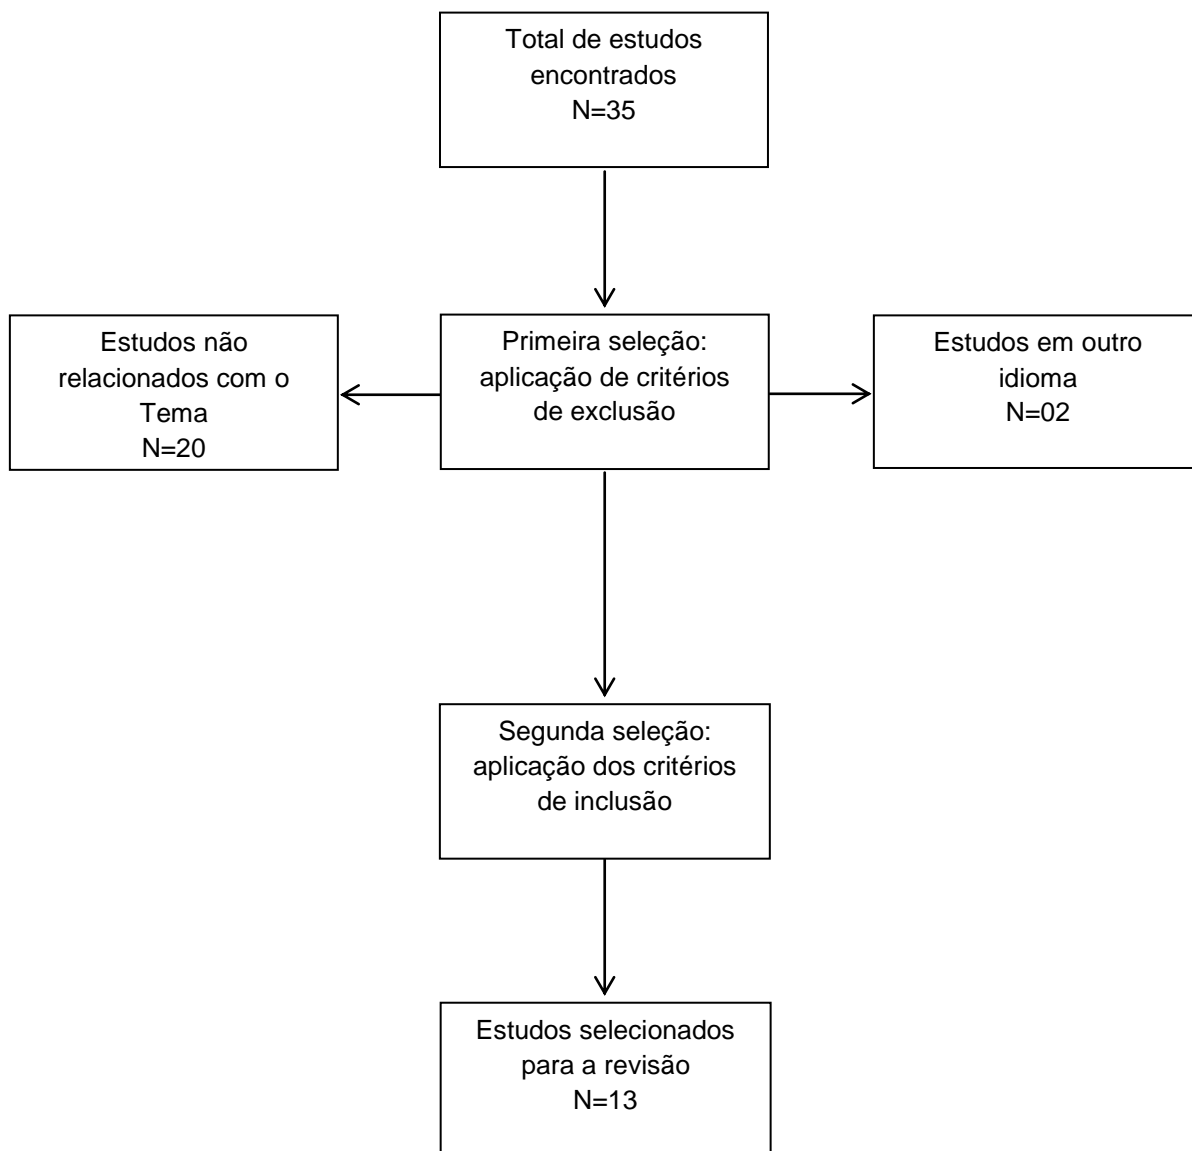 Total de estudos
encontrados
N=35
Estudos não
relacionados com o
Tema
N=20
Primeira seleção:
aplicação de critérios
de exclusão
Estudos em outro
idioma
N=02
Segunda seleção:
aplicação dos critérios
de inclusão
Estudos selecionados
para a revisão
N=13